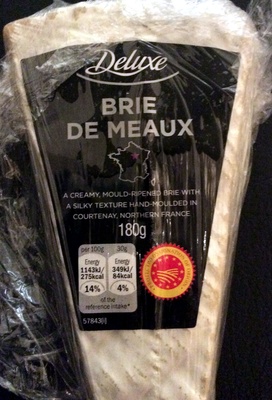 Deluxe
BRIE
DE MEAUX
A CREAMY, MOULD-RIPENED BRIE WITH
A SILKY TEXTURE HAND-MOULDED IN
COURTENAY, NORTHERN FRANCE
180g
per 100g 30g
Energy Energy
1143kJ/ 349kJ/
275kcal 84kcal
14% 4%
of the
reference intake*
57843